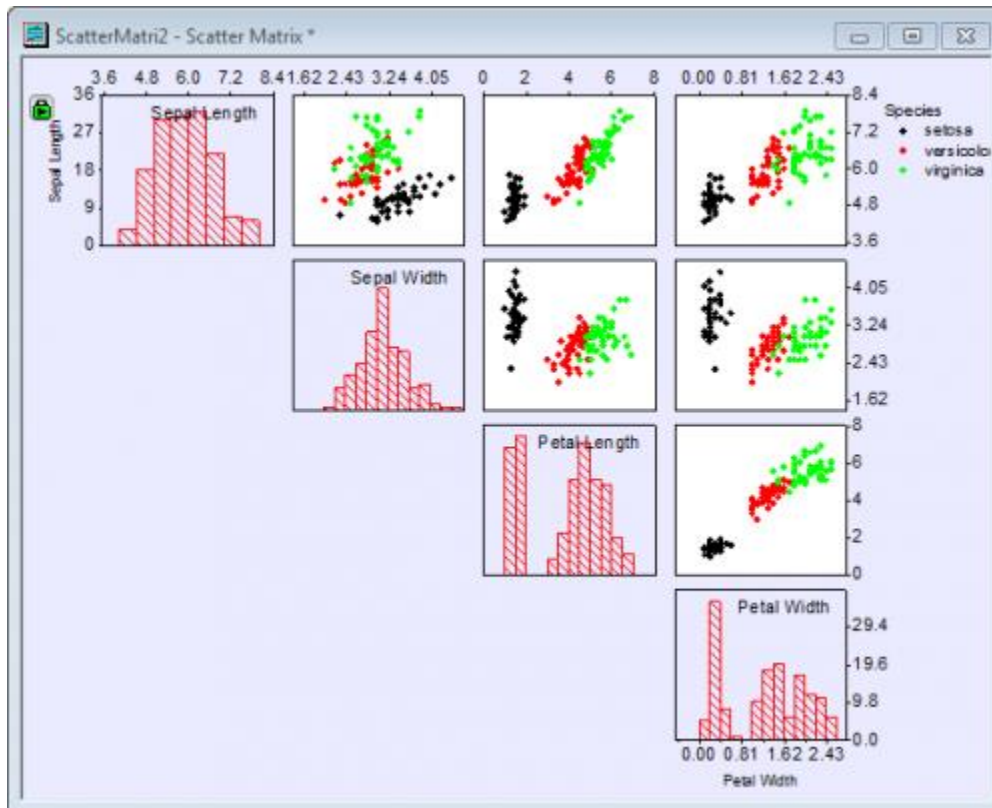 ScatterMatri2 - Scatter Matrix *
3.6 4.8 6.0 7.2 8.4 1.62 2.43 3.24 4.05 0 2 4 6 8 0.00 0.81 1.62 2.43
36
27
18
9
0
Sepal Length
Sepal Length
8.4
7.2
6.0
4.8
3.6
Species
setosa
versicolo
virginica
Sepal Width
4.05
3.24
2.43
1.62
Petal Length
8
6
4
2
0
Petal Width
29.4
19.6
9.8
0.0
0.00 0.81 1.62 2.43
Petal Width